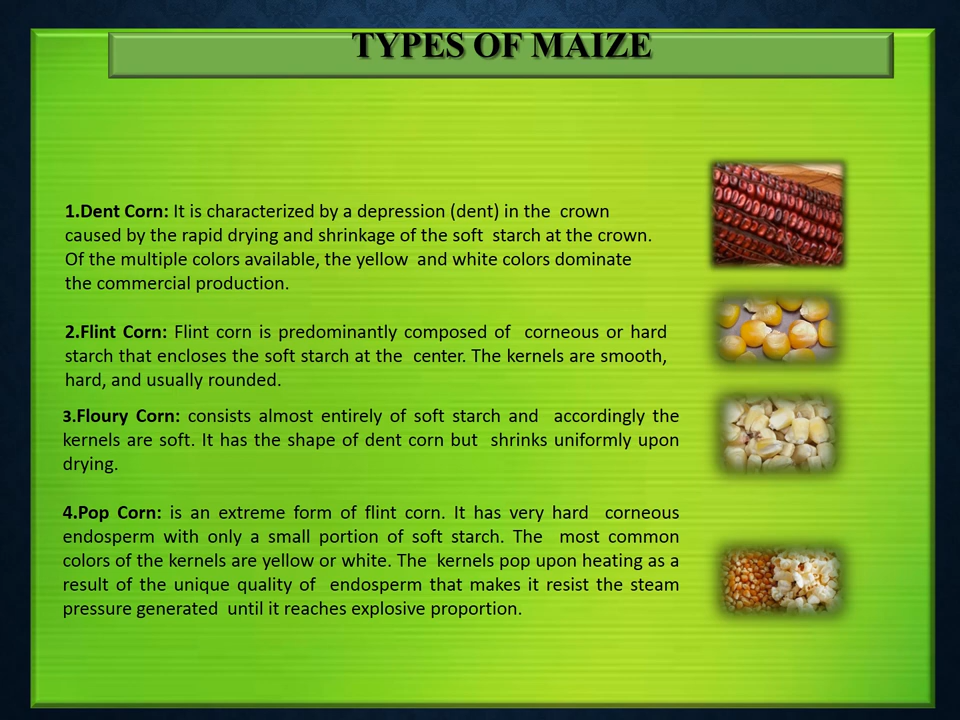 TYPES OF MAIZE
1.Dent Corn: It is characterized by a depression (dent) in the crown
caused by the rapid drying and shrinkage of the soft starch at the crown.
Of the multiple colors available, the yellow and white colors dominate
the commercial production.
2.Flint Corn: Flint corn is predominantly composed of corneous or hard
starch that encloses the soft starch at the center. The kernels are smooth,
hard, and usually rounded.
3.Floury Corn: consists almost entirely of soft starch and accordingly the
kernels are soft. It has the shape of dent corn but shrinks uniformly upon
drying.
4.Pop Corn: is an extreme form of flint corn. It has very hard corneous
endosperm with only a small portion of soft starch. The most common
colors of the kernels are yellow or white. The kernels pop upon heating as a
result of the unique quality of endosperm that makes it resist the steam
pressure generated until it reaches explosive proportion.